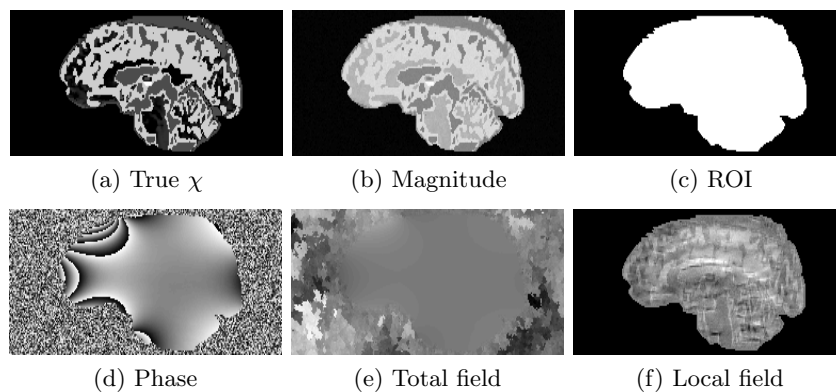 (a) True χ
(b) Magnitude
(c) ROI
(d) Phase
(e) Total field
(f) Local field